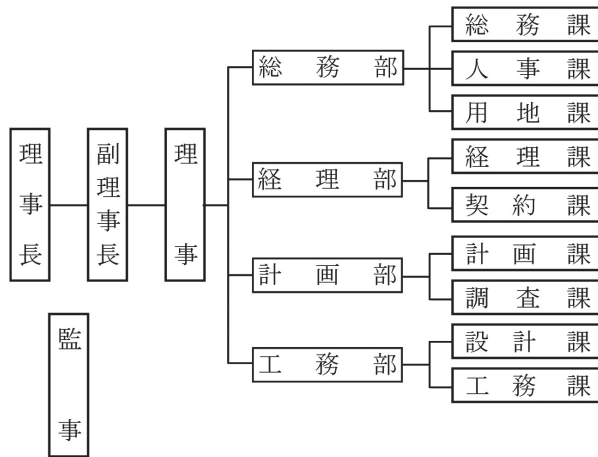 理事長
副理事長
理事
監事
総務部
総務課
人事課
用地課
経理部
経理課
契約課
計画部
計画課
調査課
工務部
設計課
工務課